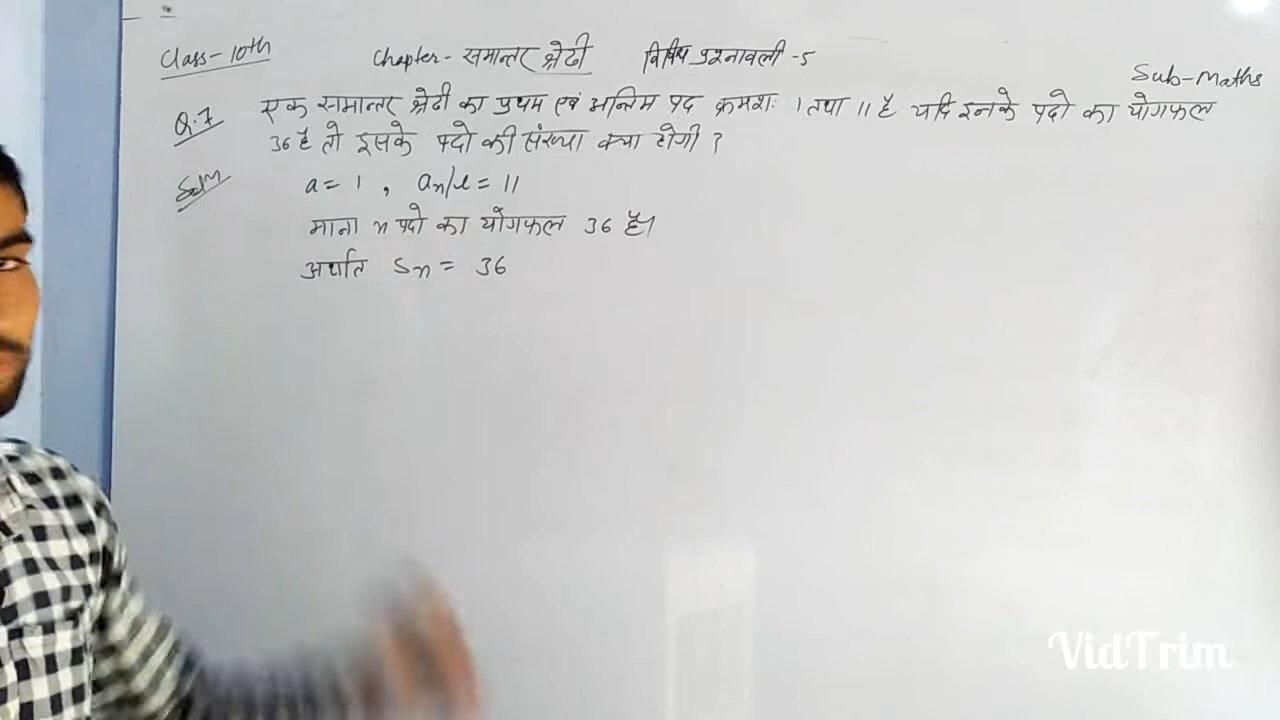 Class-10th Chapter- समान्तर श्रेढी विविध प्रश्नावली -5
Sub-Maths
Q.7 एक समान्तर श्रेढी का प्रथम एवं अन्तिम पद क्रमशः 1 तथा 11 है यदि इनके पदो का योगफल
36 है तो इसके पदो की संख्या क्या होगी ?
Soln a = 1 , an/l = 11
माना n पदो का योगफल 36 है।
अर्थात Sn = 36
VidTrim